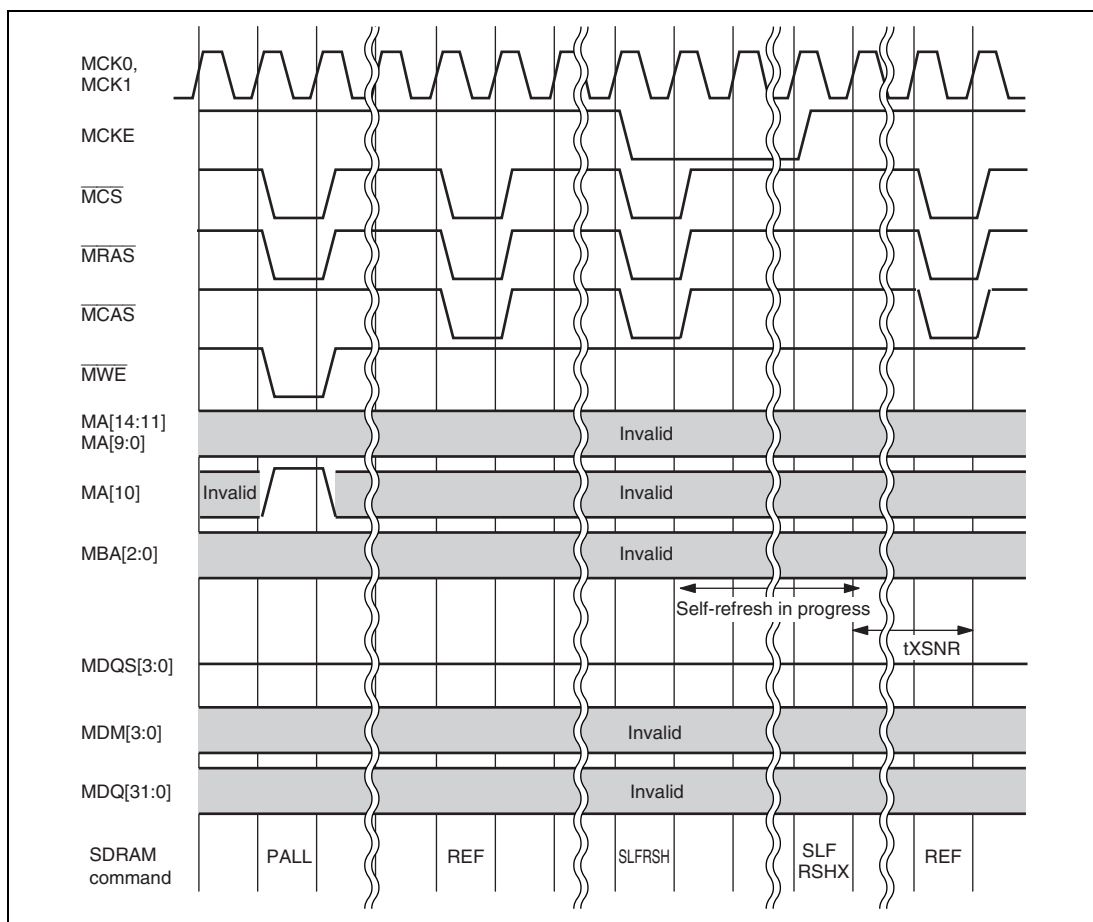 MCK0,
MCK1
MCKE
MCS
MRAS
MCAS
MWE
MA[14:11]
MA[9:0]
Invalid
MA[10]
Invalid
Invalid
MBA[2:0]
Invalid
Self-refresh in progress
tXSNR
MDQS[3:0]
MDM[3:0]
Invalid
MDQ[31:0]
Invalid
SDRAM
command
PALL
REF
SLFRSH
SLF
RSHX
REF